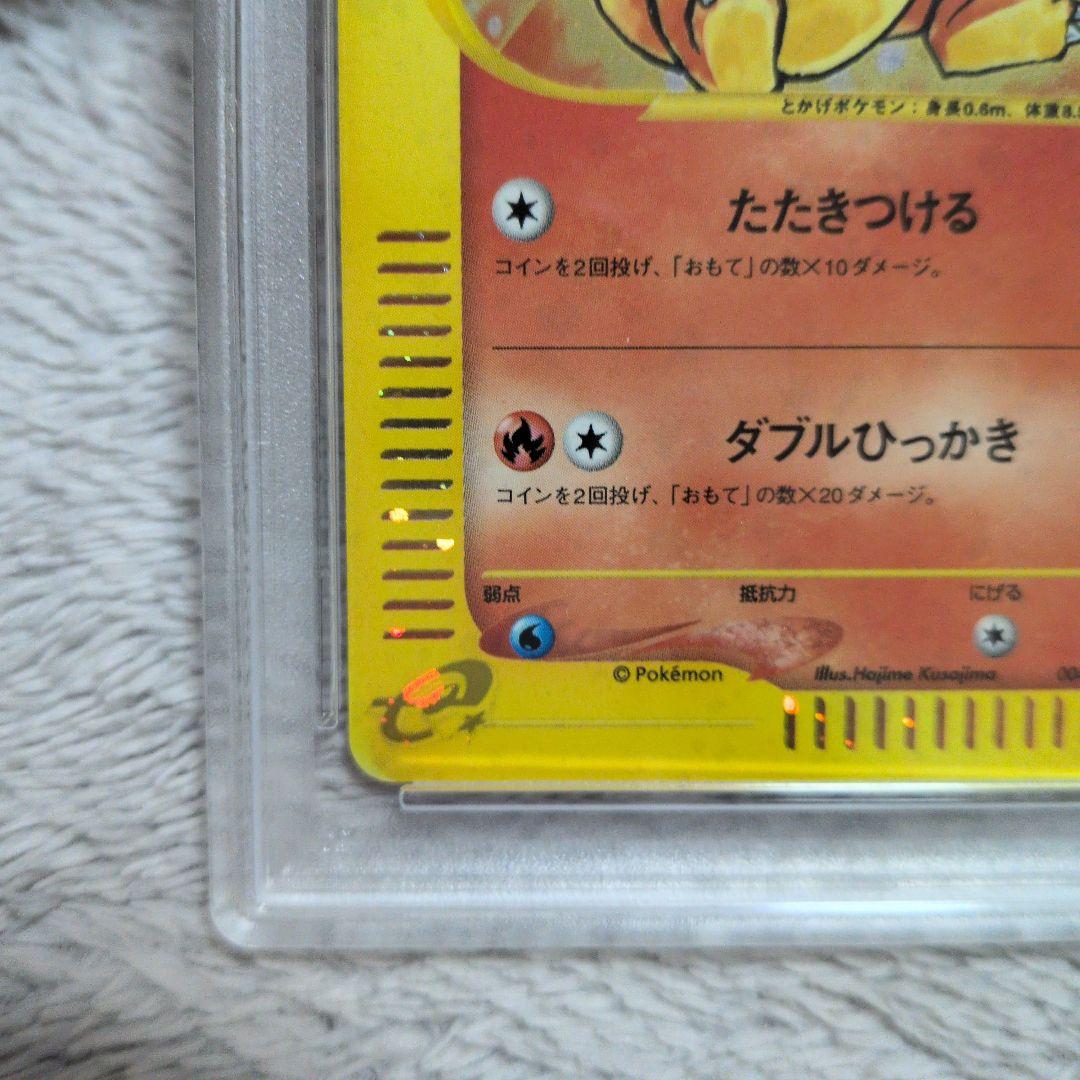 とかげポケモン：身長0.6m、体重8.5
たたきつける
コインを2回投げ、「おもて」の数×10ダメージ。
ダブルひっかき
コインを2回投げ、「おもて」の数×20ダメージ。
弱点 抵抗力 にげる
© Pokémon Illus.Hajime Kusajima 004
e